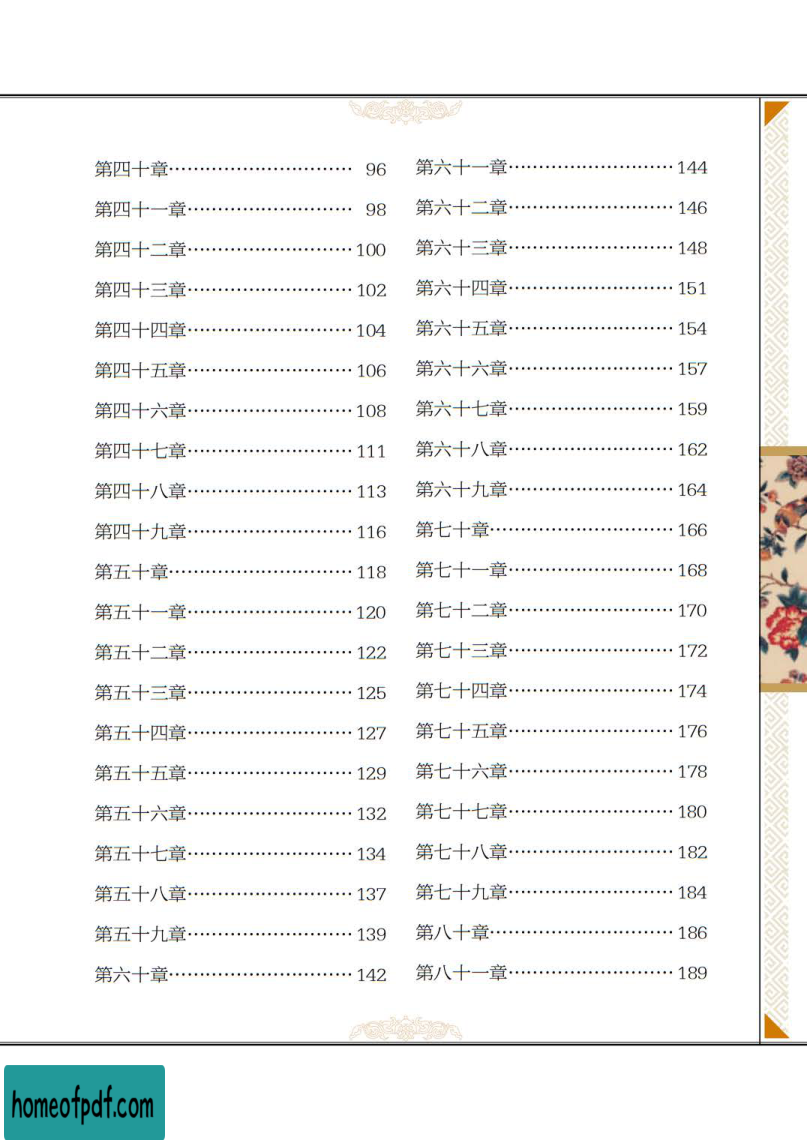 第四十章…………………………… 96
第四十一章………………………… 98
第四十二章………………………… 100
第四十三章………………………… 102
第四十四章………………………… 104
第四十五章………………………… 106
第四十六章………………………… 108
第四十七章………………………… 111
第四十八章………………………… 113
第四十九章………………………… 116
第五十章…………………………… 118
第五十一章………………………… 120
第五十二章………………………… 122
第五十三章………………………… 125
第五十四章………………………… 127
第五十五章………………………… 129
第五十六章………………………… 132
第五十七章………………………… 134
第五十八章………………………… 137
第五十九章………………………… 139
第六十章…………………………… 142
第六十一章………………………… 144
第六十二章………………………… 146
第六十三章………………………… 148
第六十四章………………………… 151
第六十五章………………………… 154
第六十六章………………………… 157
第六十七章………………………… 159
第六十八章………………………… 162
第六十九章………………………… 164
第七十章…………………………… 166
第七十一章………………………… 168
第七十二章………………………… 170
第七十三章………………………… 172
第七十四章………………………… 174
第七十五章………………………… 176
第七十六章………………………… 178
第七十七章………………………… 180
第七十八章………………………… 182
第七十九章………………………… 184
第八十章…………………………… 186
第八十一章………………………… 189
homeofpdf.com